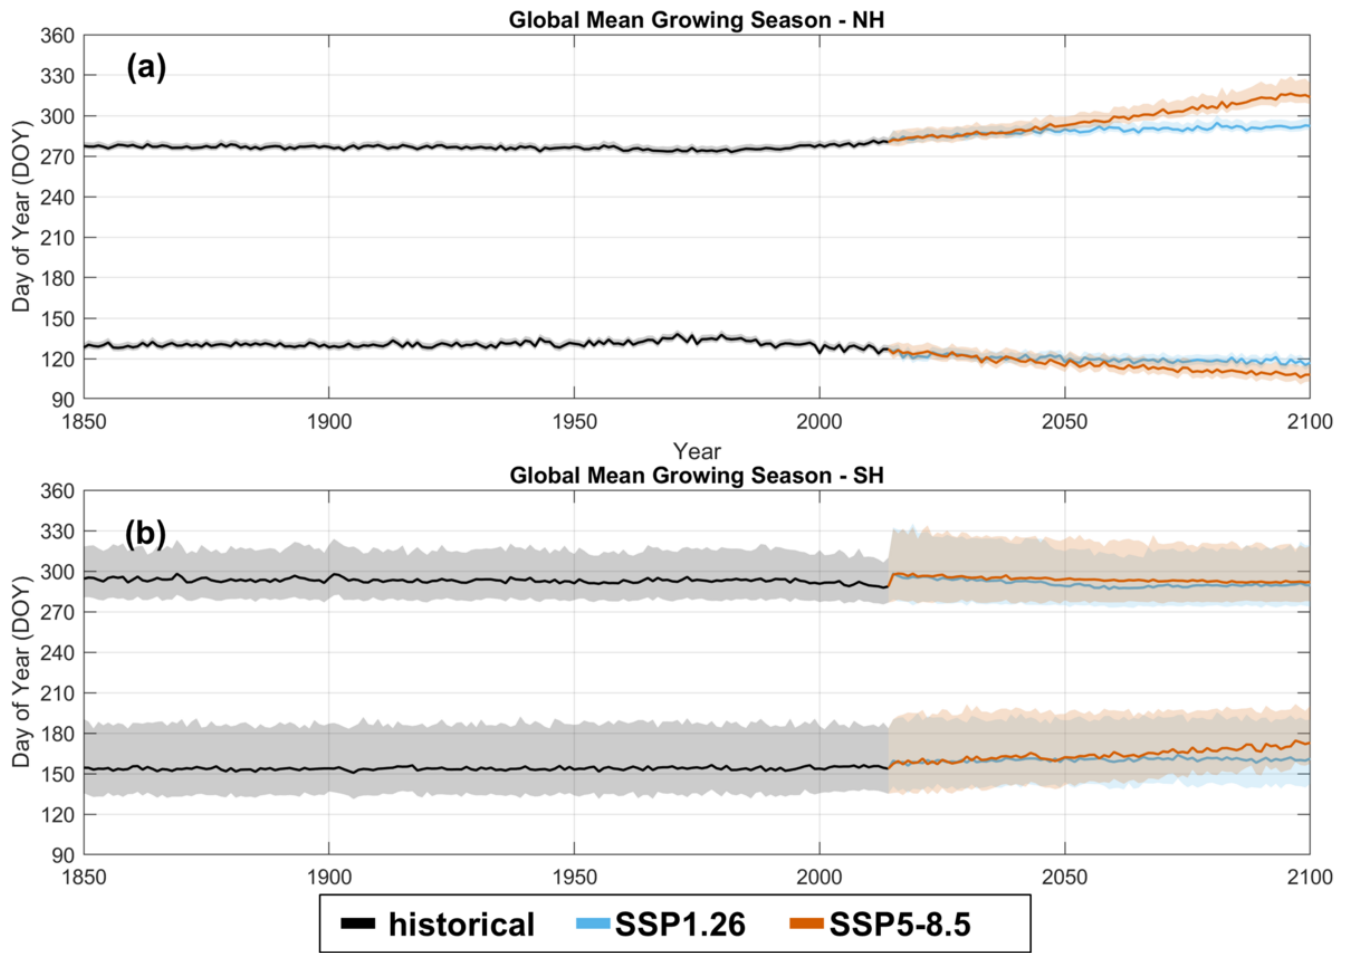 Global Mean Growing Season - NH
(a)
Day of Year (DOY)
360
330
300
270
240
210
180
150
120
90
1850 1900 1950 2000 2050 2100
Year
Global Mean Growing Season - SH
(b)
Day of Year (DOY)
360
330
300
270
240
210
180
150
120
90
1850 1900 1950 2000 2050 2100
historical SSP1.26 SSP5-8.5